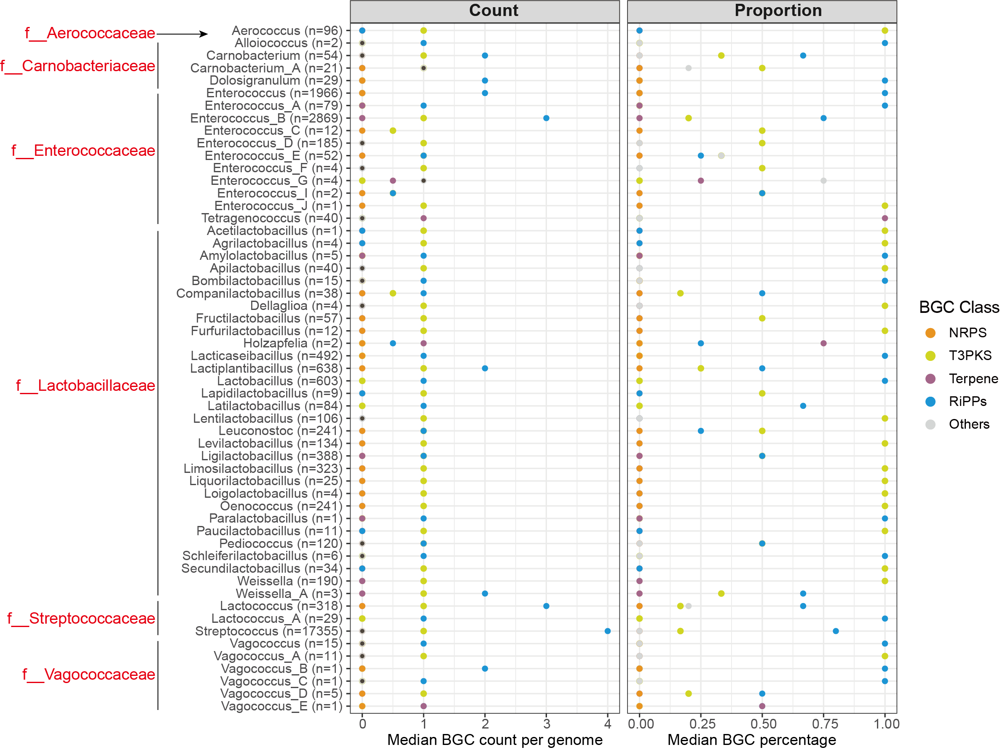 Count
Proportion
f__Aerococcaceae
f__Carnobacteriaceae
f__Enterococcaceae
f__Lactobacillaceae
f__Streptococcaceae
f__Vagococcaceae
Aerococcus (n=96)
Alloiococcus (n=2)
Carnobacterium (n=54)
Carnobacterium_A (n=21)
Dolosigranulum (n=29)
Enterococcus (n=1966)
Enterococcus_A (n=79)
Enterococcus_B (n=2869)
Enterococcus_C (n=12)
Enterococcus_D (n=185)
Enterococcus_E (n=52)
Enterococcus_F (n=4)
Enterococcus_G (n=4)
Enterococcus_I (n=2)
Enterococcus_J (n=1)
Tetragenococcus (n=40)
Acetilactobacillus (n=1)
Agrilactobacillus (n=4)
Amylolactobacillus (n=5)
Apilactobacillus (n=40)
Bombilactobacillus (n=15)
Companilactobacillus (n=38)
Dellaglioa (n=4)
Fructilactobacillus (n=57)
Furfurilactobacillus (n=12)
Holzapfelia (n=2)
Lacticaseibacillus (n=492)
Lactiplantibacillus (n=638)
Lactobacillus (n=603)
Lapidilactobacillus (n=9)
Latilactobacillus (n=84)
Lentilactobacillus (n=106)
Leuconostoc (n=241)
Levilactobacillus (n=134)
Ligilactobacillus (n=388)
Limosilactobacillus (n=323)
Liquorilactobacillus (n=25)
Loigolactobacillus (n=4)
Oenococcus (n=241)
Paralactobacillus (n=1)
Paucilactobacillus (n=11)
Pediococcus (n=120)
Schleiferilactobacillus (n=6)
Secundilactobacillus (n=34)
Weissella (n=190)
Weissella_A (n=3)
Lactococcus (n=318)
Lactococcus_A (n=29)
Streptococcus (n=17355)
Vagococcus (n=15)
Vagococcus_A (n=11)
Vagococcus_B (n=1)
Vagococcus_C (n=1)
Vagococcus_D (n=5)
Vagococcus_E (n=1)
0 1 2 3 4
Median BGC count per genome
0.00 0.25 0.50 0.75 1.00
Median BGC percentage
BGC Class
NRPS
T3PKS
Terpene
RiPPs
Others